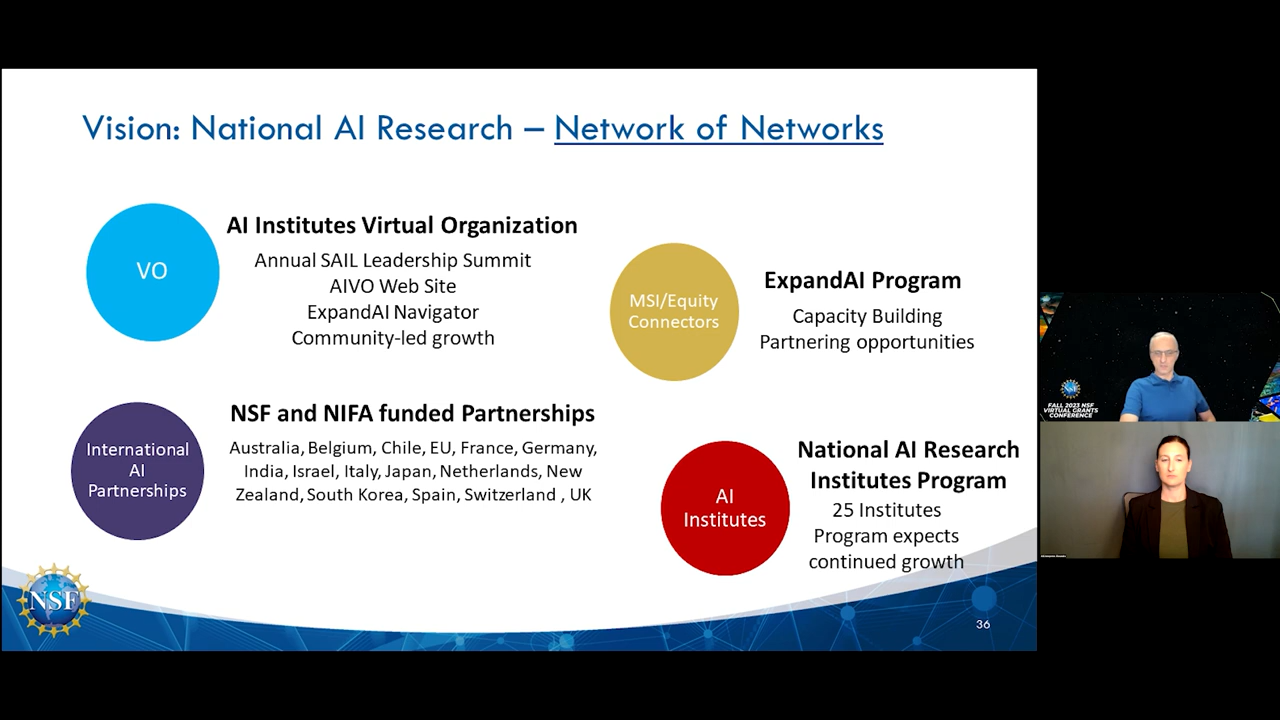 Vision: National AI Research – Network of Networks
VO
AI Institutes Virtual Organization
Annual SAIL Leadership Summit
AIVO Web Site
ExpandAI Navigator
Community-led growth
MSI/Equity
Connectors
ExpandAI Program
Capacity Building
Partnering opportunities
International
AI
Partnerships
NSF and NIFA funded Partnerships
Australia, Belgium, Chile, EU, France, Germany,
India, Israel, Italy, Japan, Netherlands, New
Zealand, South Korea, Spain, Switzerland , UK
AI
Institutes
National AI Research
Institutes Program
25 Institutes
Program expects
continued growth
NSF
36
FALL 2023 NSF
VIRTUAL GRANTS
CONFERENCE